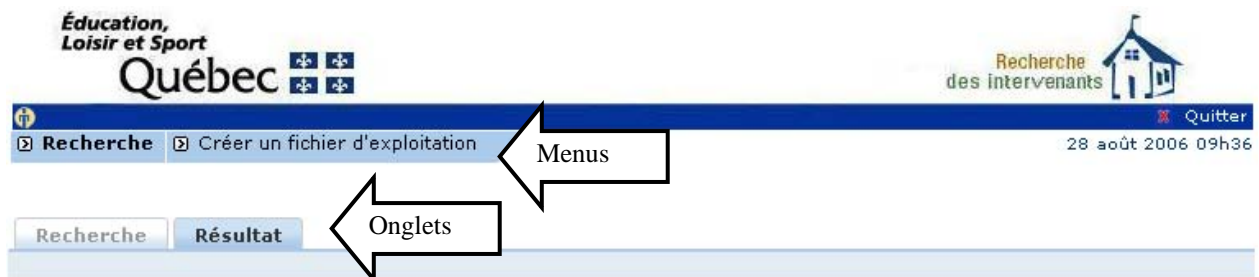 Éducation,
Loisir et Sport
Québec
Recherche
des intervenants
Quitter
Recherche Créer un fichier d'exploitation
Menus
28 août 2006 09h36
Recherche Résultat
Onglets